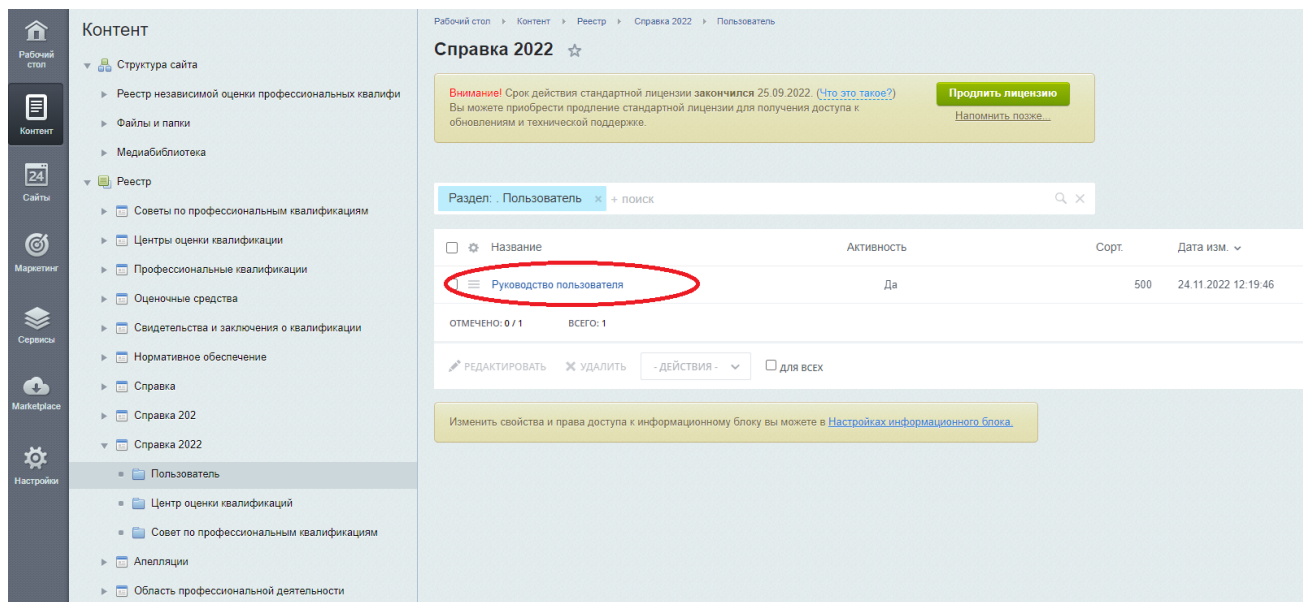 Рабочий стол
Контент
Сайты
Маркетинг
Сервисы
Marketplace
Настройки
24
Контент
Структура сайта
Реестр независимой оценки профессиональных квалифи
Файлы и папки
Медиабиблиотека
Реестр
Советы по профессиональным квалификациям
Центры оценки квалификации
Профессиональные квалификации
Оценочные средства
Свидетельства и заключения о квалификации
Нормативное обеспечение
Справка
Справка 202
Справка 2022
Пользователь
Центр оценки квалификаций
Совет по профессиональным квалификациям
Апелляции
Область профессиональной деятельности
Рабочий стол Контент Реестр Справка 2022 Пользователь
Справка 2022
Внимание! Срок действия стандартной лицензии закончился 25.09.2022. (Что это такое?)
Вы можете приобрести продление стандартной лицензии для получения доступа к
обновлениям и технической поддержке.
Продлить лицензию
Напомнить позже...
Раздел: . Пользователь × + поиск
Название Активность Сорт. Дата изм.
Руководство пользователя Да 500 24.11.2022 12:19:46
ОТМЕЧЕНО: 0 / 1 ВСЕГО: 1
РЕДАКТИРОВАТЬ УДАЛИТЬ - ДЕЙСТВИЯ - ДЛЯ ВСЕХ
Изменить свойства и права доступа к информационному блоку вы можете в Настройках информационного блока.